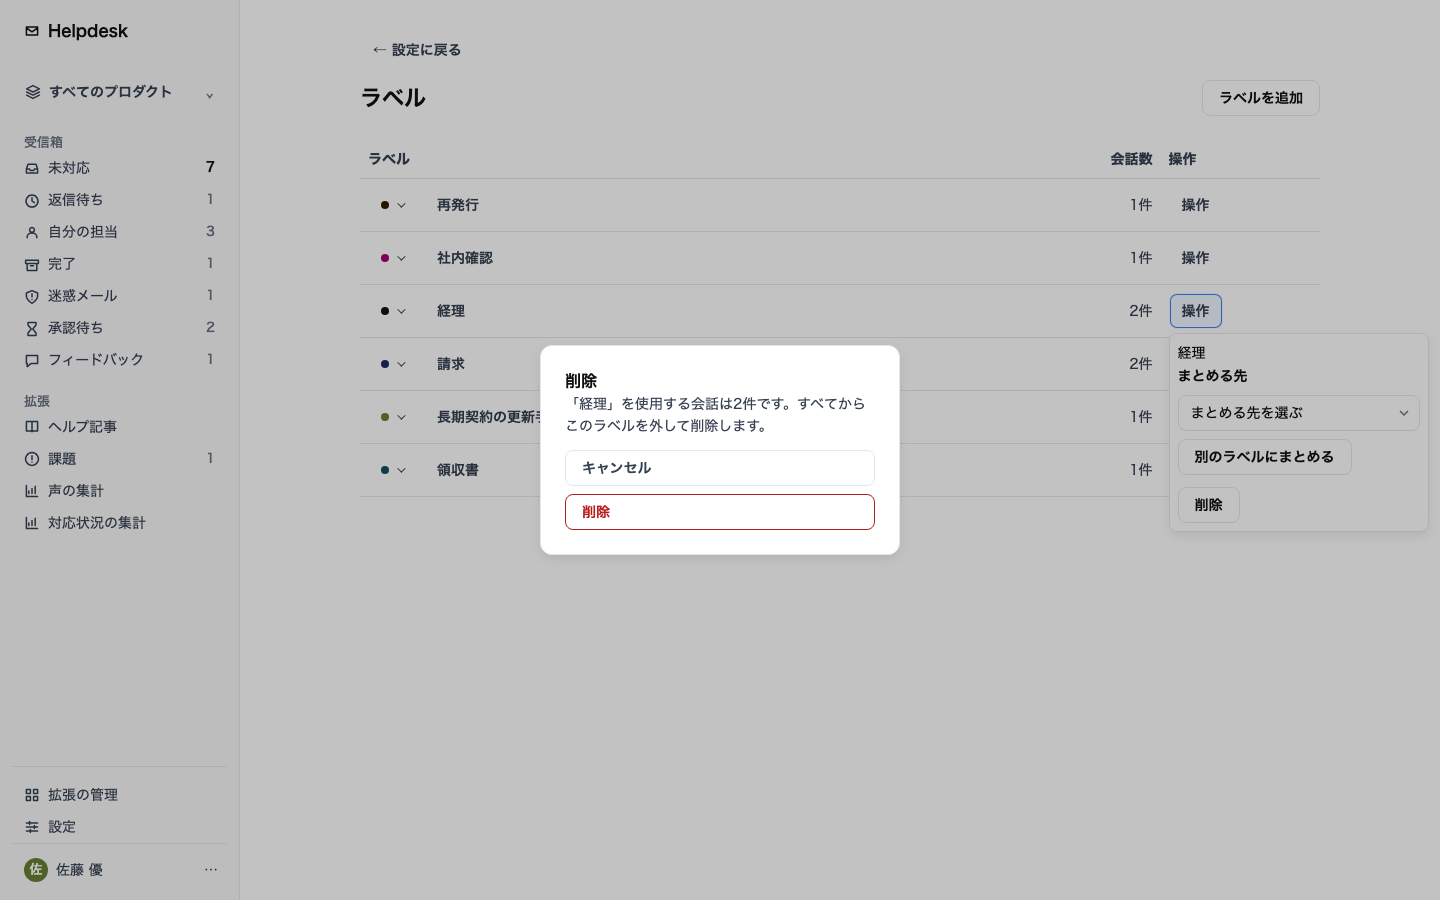 Helpdesk
すべてのプロダクト
受信箱
未対応 7
返信待ち 1
自分の担当 3
完了 1
迷惑メール 1
承認待ち 2
フィードバック 1
拡張
ヘルプ記事
課題 1
声の集計
対応状況の集計
拡張の管理
設定
佐 佐藤 優 …
← 設定に戻る
ラベル
ラベルを追加
ラベル 会話数 操作
再発行 1件 操作
社内確認 1件 操作
経理 2件 操作
請求 2件
長期契約の更新 1件
領収書 1件
経理
まとめる先
まとめる先を選ぶ
別のラベルにまとめる
削除
削除
「経理」を使用する会話は2件です。すべてから
このラベルを外して削除します。
キャンセル
削除